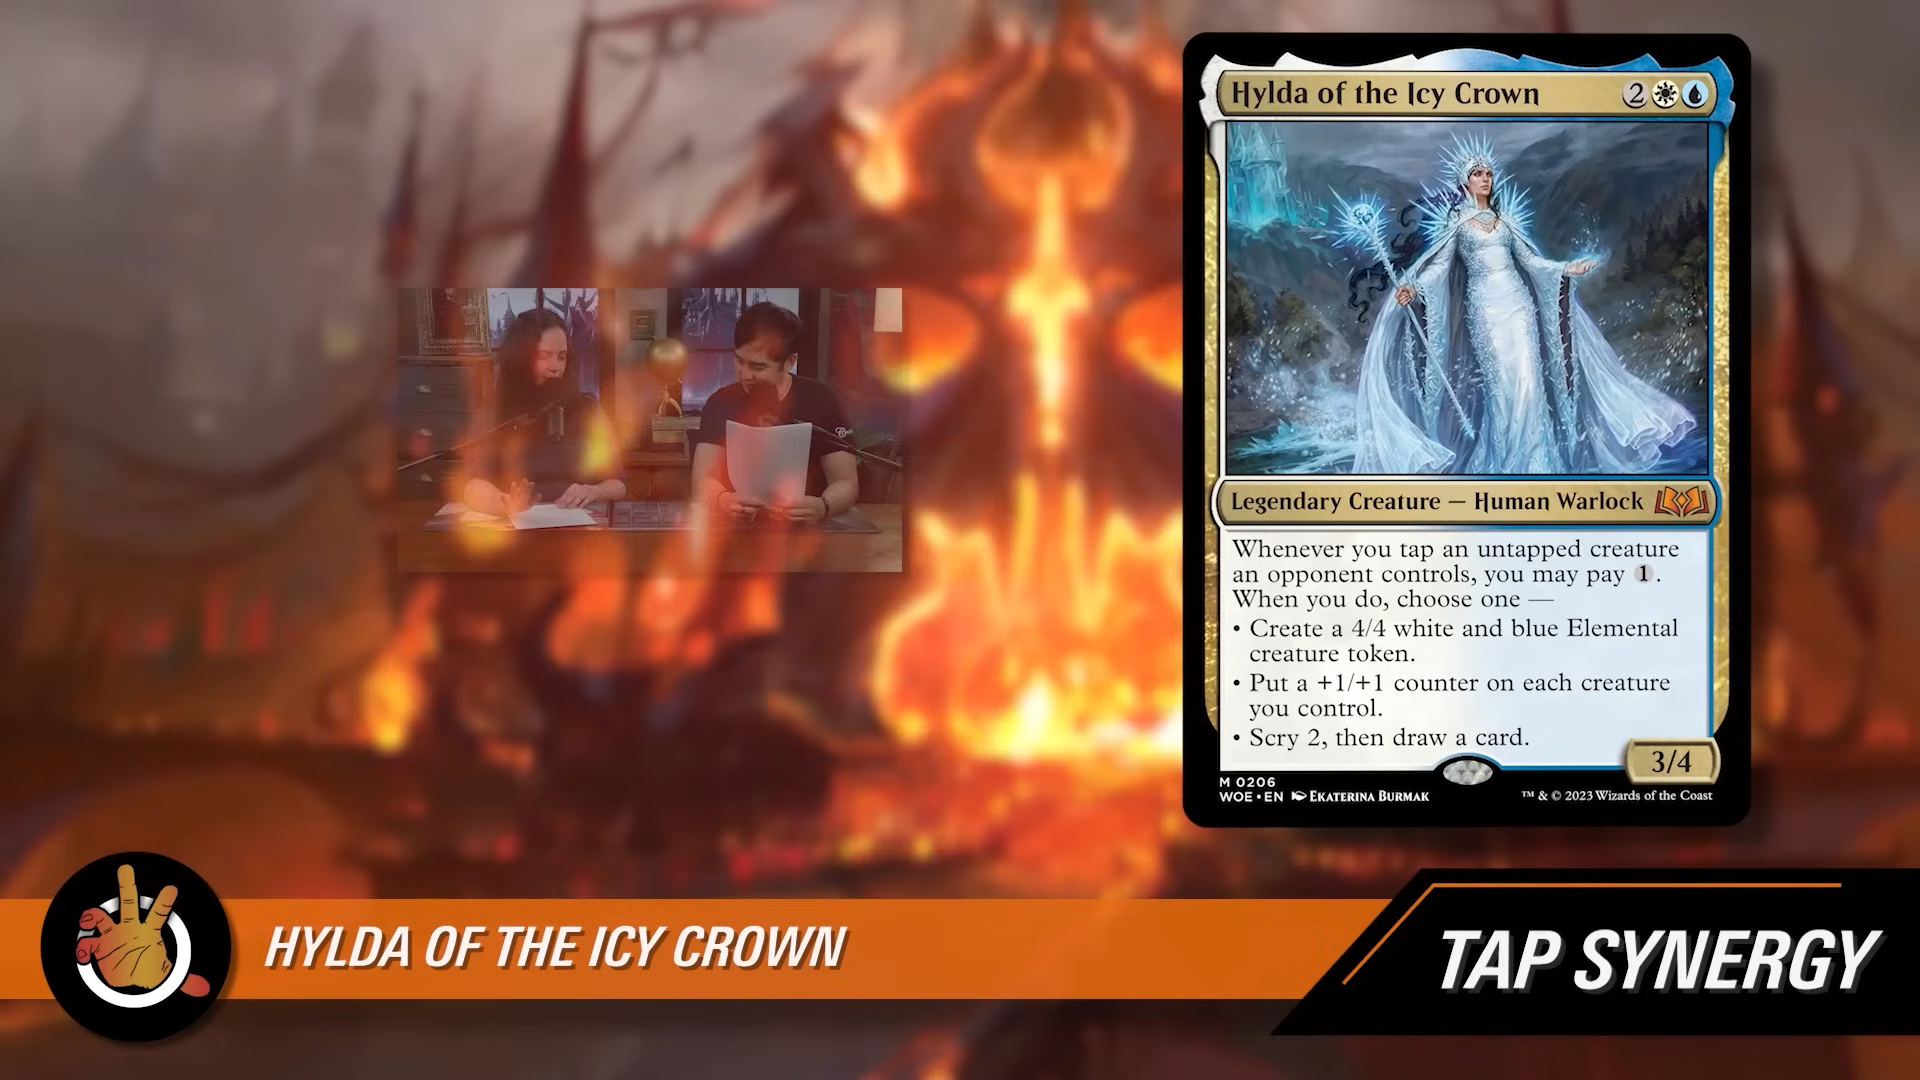 Hylda of the Icy Crown 2
Legendary Creature — Human Warlock
Whenever you tap an untapped creature
an opponent controls, you may pay 1.
When you do, choose one —
• Create a 4/4 white and blue Elemental
creature token.
• Put a +1/+1 counter on each creature
you control.
• Scry 2, then draw a card.
3/4
M 0206
WOE • EN EKATERINA BURMAK
™ & © 2023 Wizards of the Coast
HYLDA OF THE ICY CROWN
TAP SYNERGY